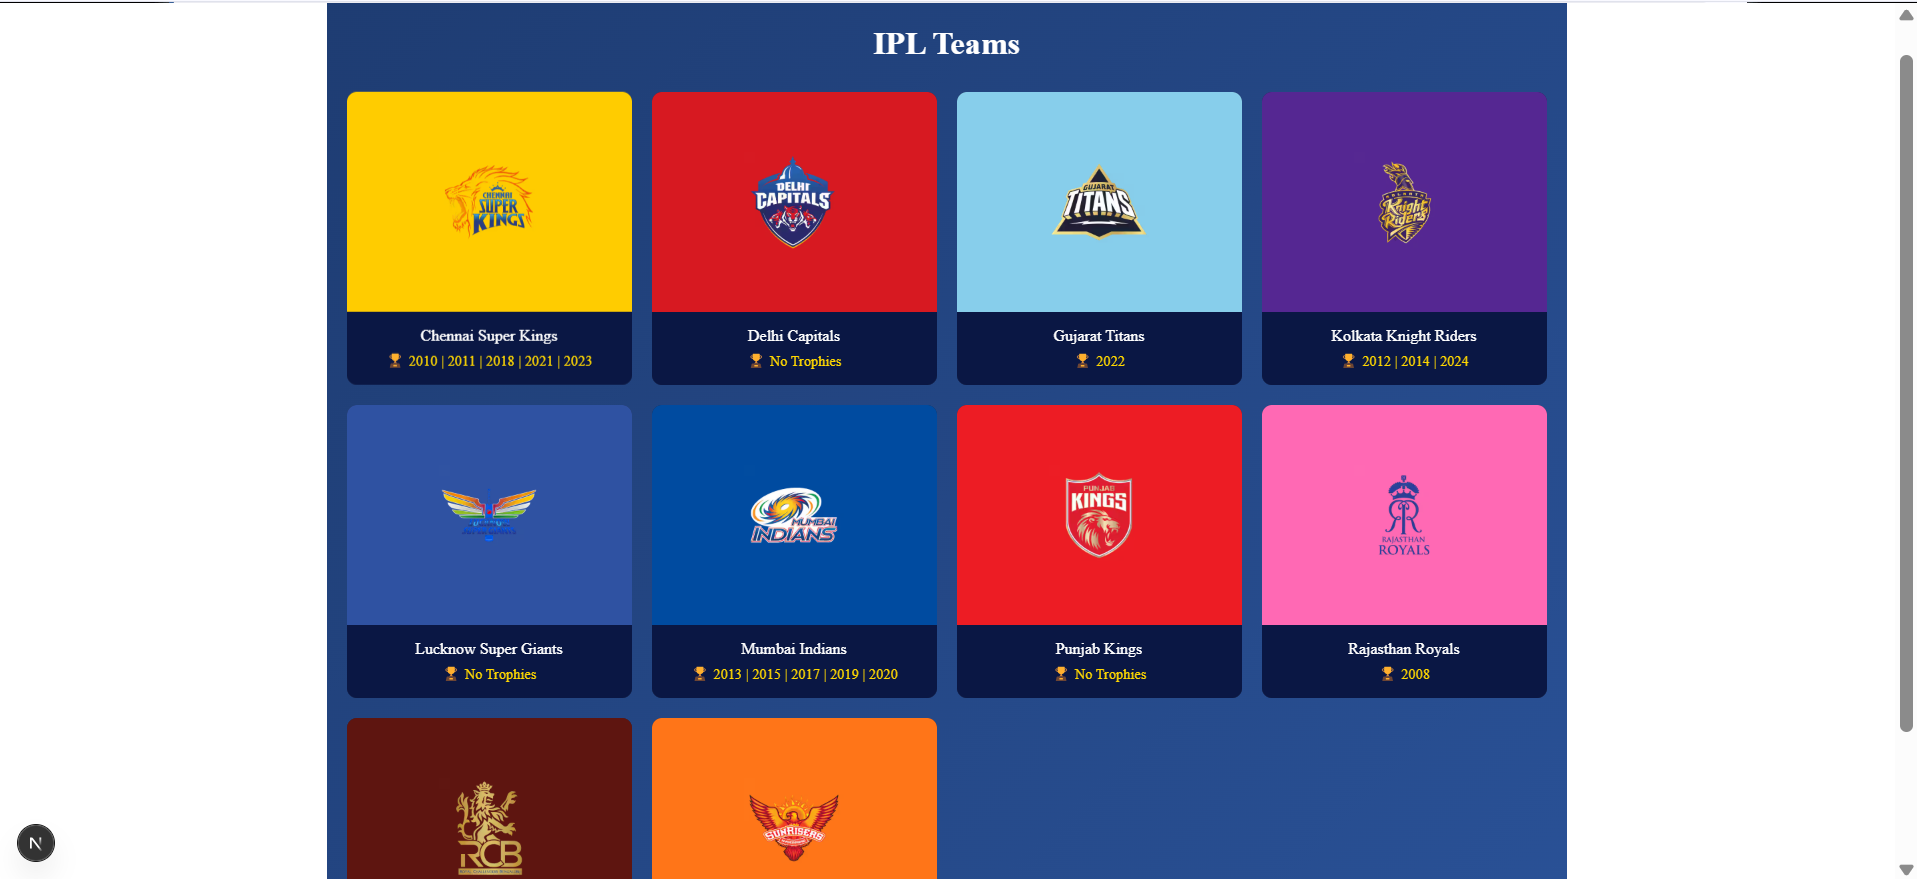 IPL Teams
CHENNAI
SUPER
KINGS
DELHI
CAPITALS
GUJARAT
TITANS
KOLKATA
Knight
Riders
Chennai Super Kings
Delhi Capitals
Gujarat Titans
Kolkata Knight Riders
2010 | 2011 | 2018 | 2021 | 2023
No Trophies
2022
2012 | 2014 | 2024
MUMBAI
INDIANS
PUNJAB
KINGS
RAJASTHAN
ROYALS
Lucknow Super Giants
Mumbai Indians
Punjab Kings
Rajasthan Royals
No Trophies
2013 | 2015 | 2017 | 2019 | 2020
No Trophies
2008
RCB
SUNRISERS
N